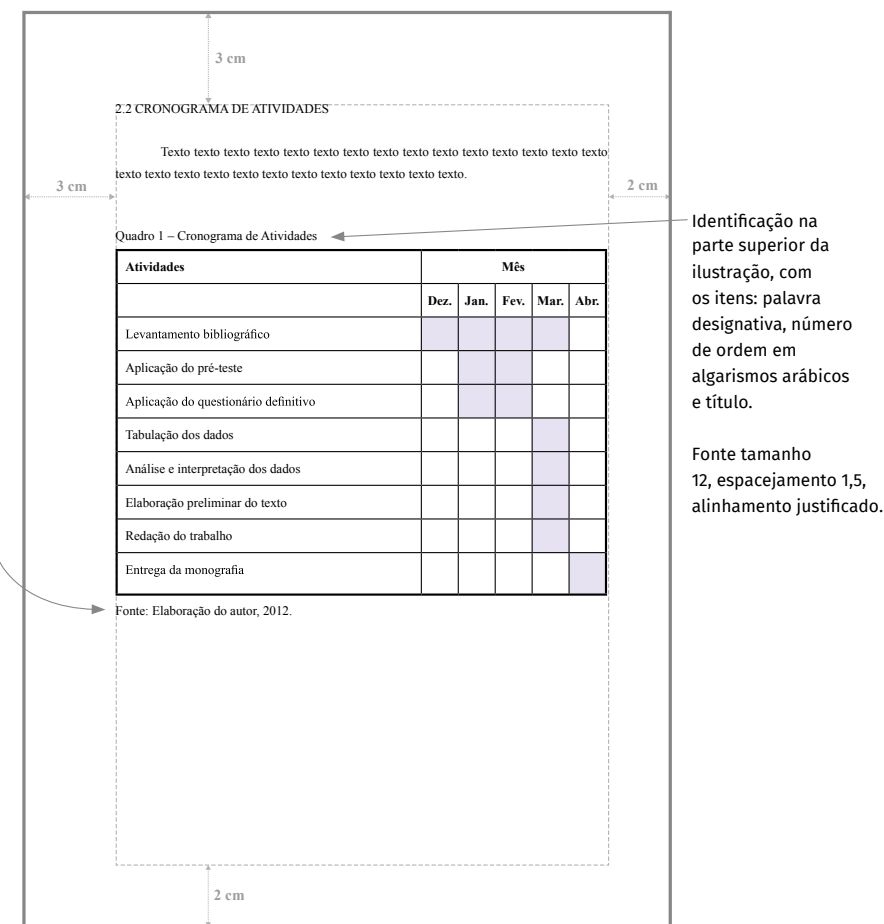 3 cm
2.2 CRONOGRAMA DE ATIVIDADES
Texto texto texto texto texto texto texto texto texto texto texto texto texto texto texto
texto texto texto texto texto texto texto texto texto texto texto texto.
3 cm
2 cm
Quadro 1 – Cronograma de Atividades
Atividades Mês
Dez. Jan. Fev. Mar. Abr.
Levantamento bibliográfico
Aplicação do pré-teste
Aplicação do questionário definitivo
Tabulação dos dados
Análise e interpretação dos dados
Elaboração preliminar do texto
Redação do trabalho
Entrega da monografia
Fonte: Elaboração do autor, 2012.
2 cm
Identificação na
parte superior da
ilustração, com
os itens: palavra
designativa, número
de ordem em
algarismos arábicos
e título.
Fonte tamanho
12, espacejamento 1,5,
alinhamento justificado.